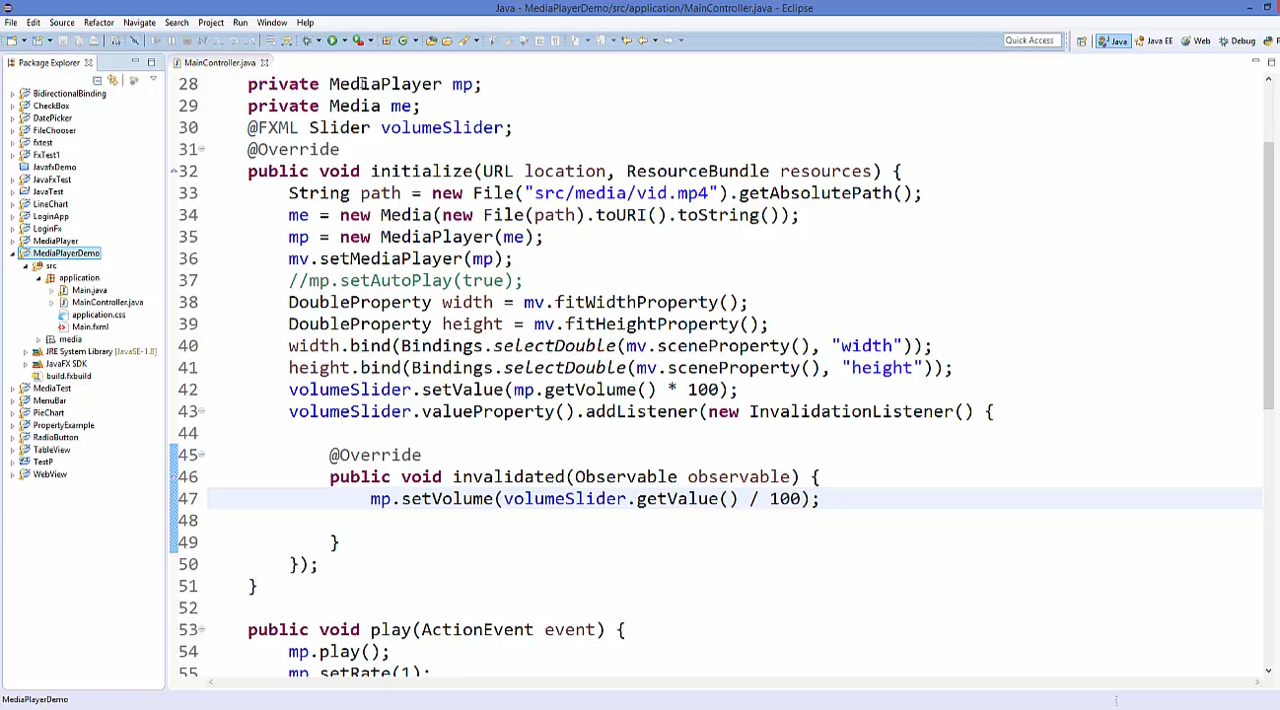 Java - MediaPlayerDemo/src/application/MainController.java - Eclipse
File Edit Source Refactor Navigate Search Project Run Window Help
Quick Access
Java
Java EE
Web
Debug
Package Explorer
BidirectionalBinding
CheckBox
DatePicker
FileChooser
fxtest
FxTest1
JavafxDemo
JavaFxTest
JavaTest
LineChart
LoginApp
LoginFx
MediaPlayer
MediaPlayerDemo
src
application
Main.java
MainController.java
application.css
Main.fxml
media
JRE System Library [JavaSE-1.8]
JavaFX SDK
build.fxbuild
MediaTest
MenuBar
PieChart
PropertyExample
RadioButton
TableView
TestP
WebView
MainController.java
28 private MediaPlayer mp;
29 private Media me;
30 @FXML Slider volumeSlider;
31 @Override
32 public void initialize(URL location, ResourceBundle resources) {
33 String path = new File("src/media/vid.mp4").getAbsolutePath();
34 me = new Media(new File(path).toURI().toString());
35 mp = new MediaPlayer(me);
36 mv.setMediaPlayer(mp);
37 //mp.setAutoPlay(true);
38 DoubleProperty width = mv.fitWidthProperty();
39 DoubleProperty height = mv.fitHeightProperty();
40 width.bind(Bindings.selectDouble(mv.sceneProperty(), "width"));
41 height.bind(Bindings.selectDouble(mv.sceneProperty(), "height"));
42 volumeSlider.setValue(mp.getVolume() * 100);
43 volumeSlider.valueProperty().addListener(new InvalidationListener() {
44
45 @Override
46 public void invalidated(Observable observable) {
47 mp.setVolume(volumeSlider.getValue() / 100);
48
49 }
50 });
51 }
52
53 public void play(ActionEvent event) {
54 mp.play();
55 mp.setRate(1);
MediaPlayerDemo